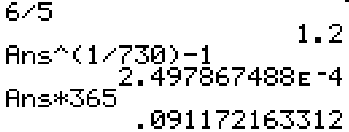 6/5
1.2
Ans^(1/730)-1
2.497867488ᴇ-4
Ans*365
.091172163312